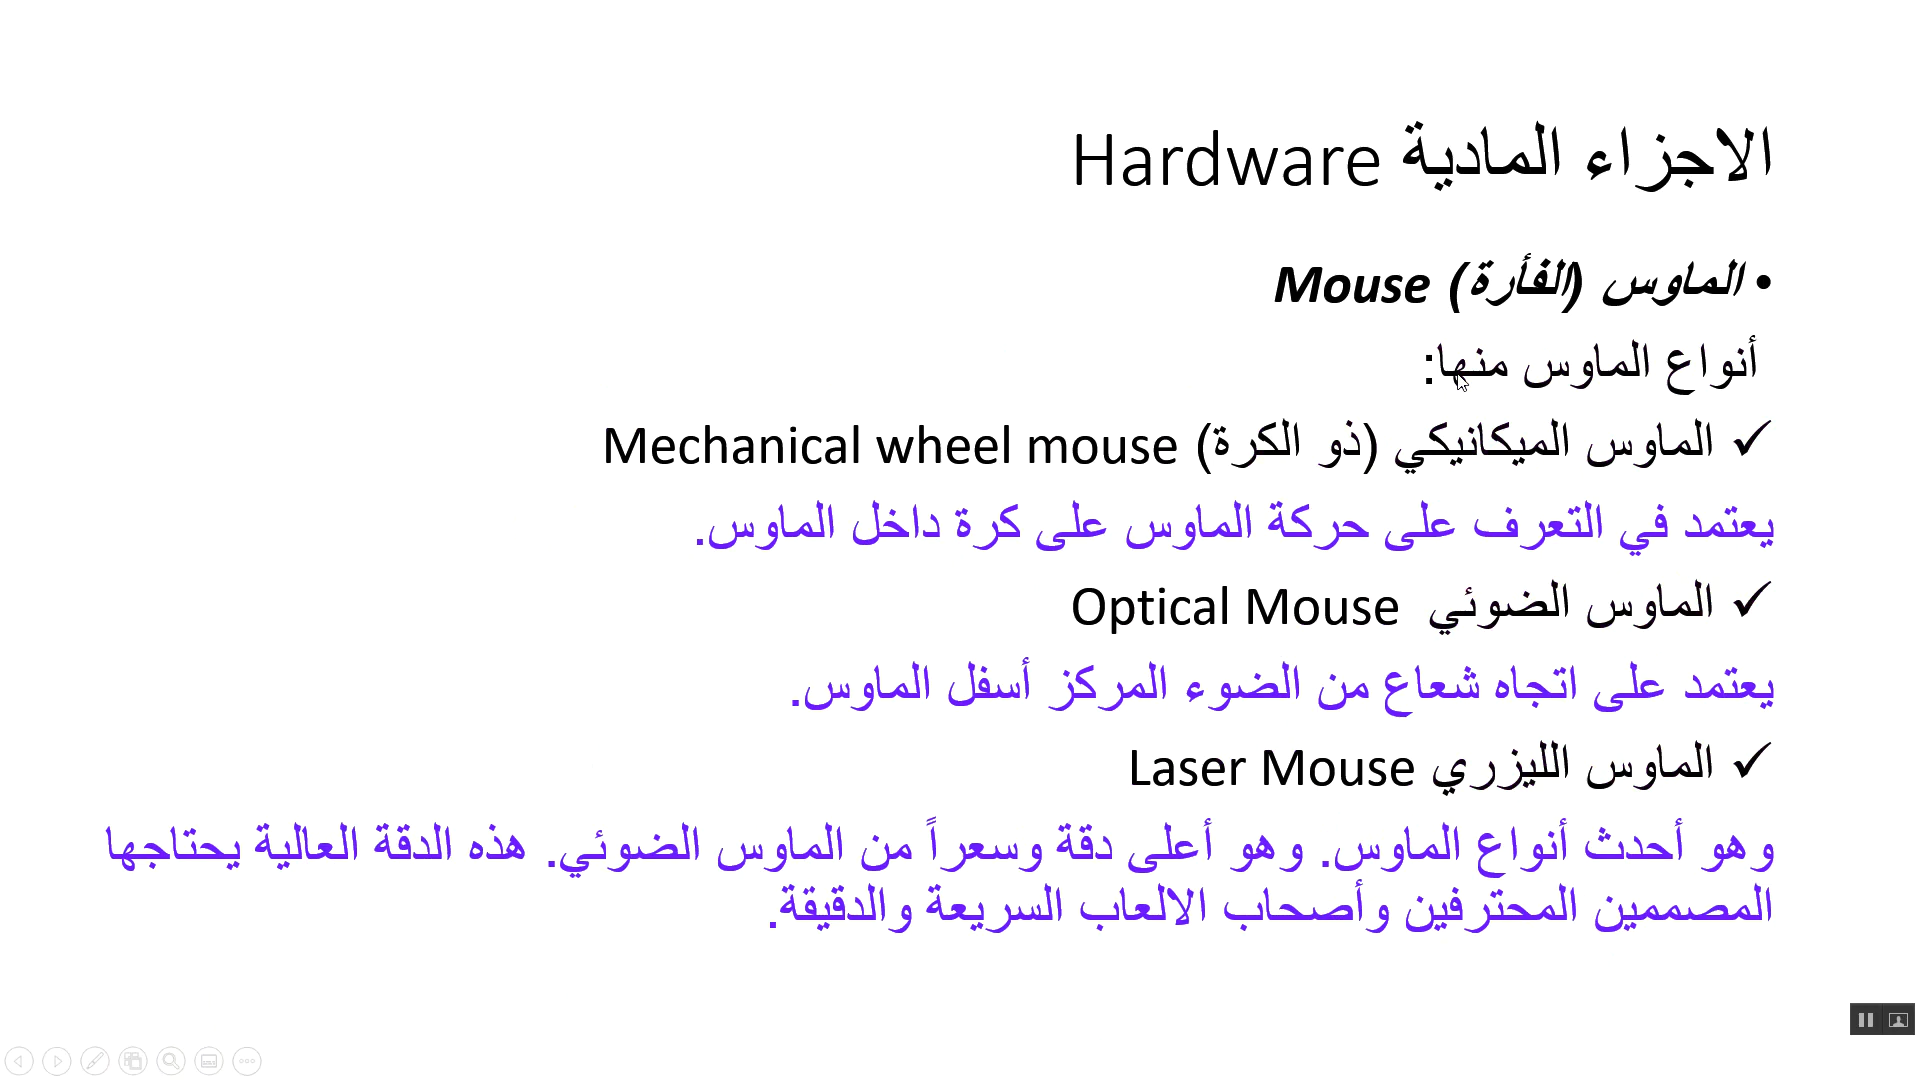 الاجزاء المادية Hardware
• الماوس (الفأرة) Mouse
أنواع الماوس منها:
✓ الماوس الميكانيكي (ذو الكرة) Mechanical wheel mouse
يعتمد في التعرف على حركة الماوس على كرة داخل الماوس.
✓ الماوس الضوئي Optical Mouse
يعتمد على اتجاه شعاع من الضوء المركز أسفل الماوس.
✓ الماوس الليزري Laser Mouse
وهو أحدث أنواع الماوس. وهو أعلى دقة وسعراً من الماوس الضوئي. هذه الدقة العالية يحتاجها
المصممين المحترفين وأصحاب الالعاب السريعة والدقيقة.